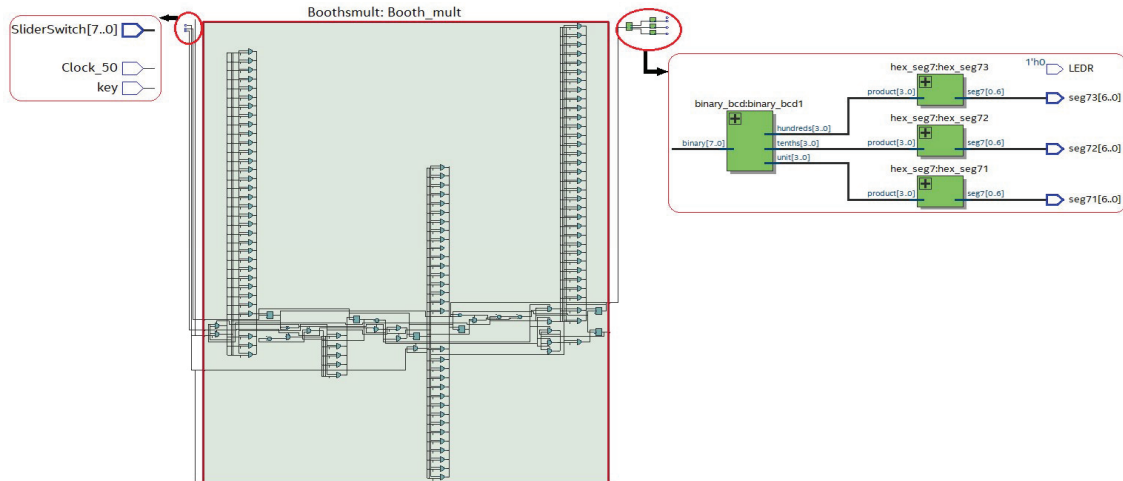 Boothsmult: Booth_mult
SliderSwitch[7..0]
Clock_50
key
hex_seg7:hex_seg73
1'h0
LEDR
product[3..0]
seg7[0..6]
seg73[6..0]
binary_bcd:binary_bcd1
hex_seg7:hex_seg72
hundreds[3..0]
binary[7..0]
tenths[3..0]
product[3..0]
seg7[0..6]
seg72[6..0]
unit[3..0]
hex_seg7:hex_seg71
product[3..0]
seg7[0..6]
seg71[6..0]